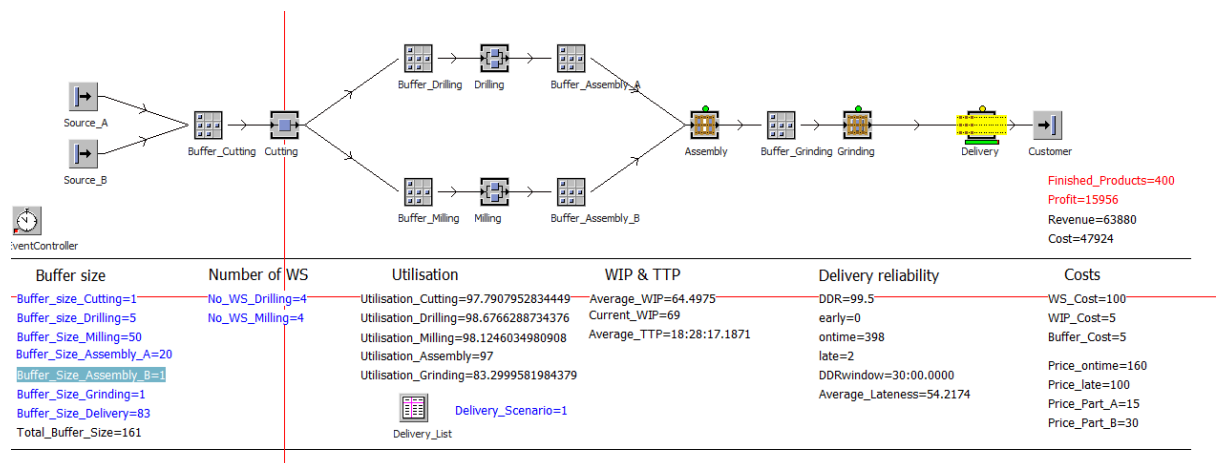 Buffer_Drilling
Drilling
Buffer_Assembly_A
Source_A
Buffer_Cutting
Cutting
Assembly
Buffer_Grinding
Grinding
Delivery
Customer
Source_B
Finished_Products=400
Profit=15956
Buffer_Milling
Milling
Buffer_Assembly_B
Revenue=63880
EventController
Cost=47924
Buffer size
Buffer_size_Cutting=1
Buffer_size_Drilling=5
Buffer_Size_Milling=50
Buffer_Size_Assembly_A=20
Buffer_Size_Assembly_B=1
Buffer_Size_Grinding=1
Buffer_Size_Delivery=83
Total_Buffer_Size=161
Number of WS
No_WS_Drilling=4
No_WS_Milling=4
Utilisation
Utilisation_Cutting=97.7907952834449
Utilisation_Drilling=98.6766288734376
Utilisation_Milling=98.1246034980908
Utilisation_Assembly=97
Utilisation_Grinding=83.2999581984379
Delivery_Scenario=1
Delivery_List
WIP & TTP
Average_WIP=64.4975
Current_WIP=69
Average_TTP=18:28:17.1871
Delivery reliability
DDR=99.5
early=0
ontime=398
late=2
DDRwindow=30:00.0000
Average_Lateness=54.2174
Costs
WS_Cost=100
WIP_Cost=5
Buffer_Cost=5
Price_ontime=160
Price_late=100
Price_Part_A=15
Price_Part_B=30